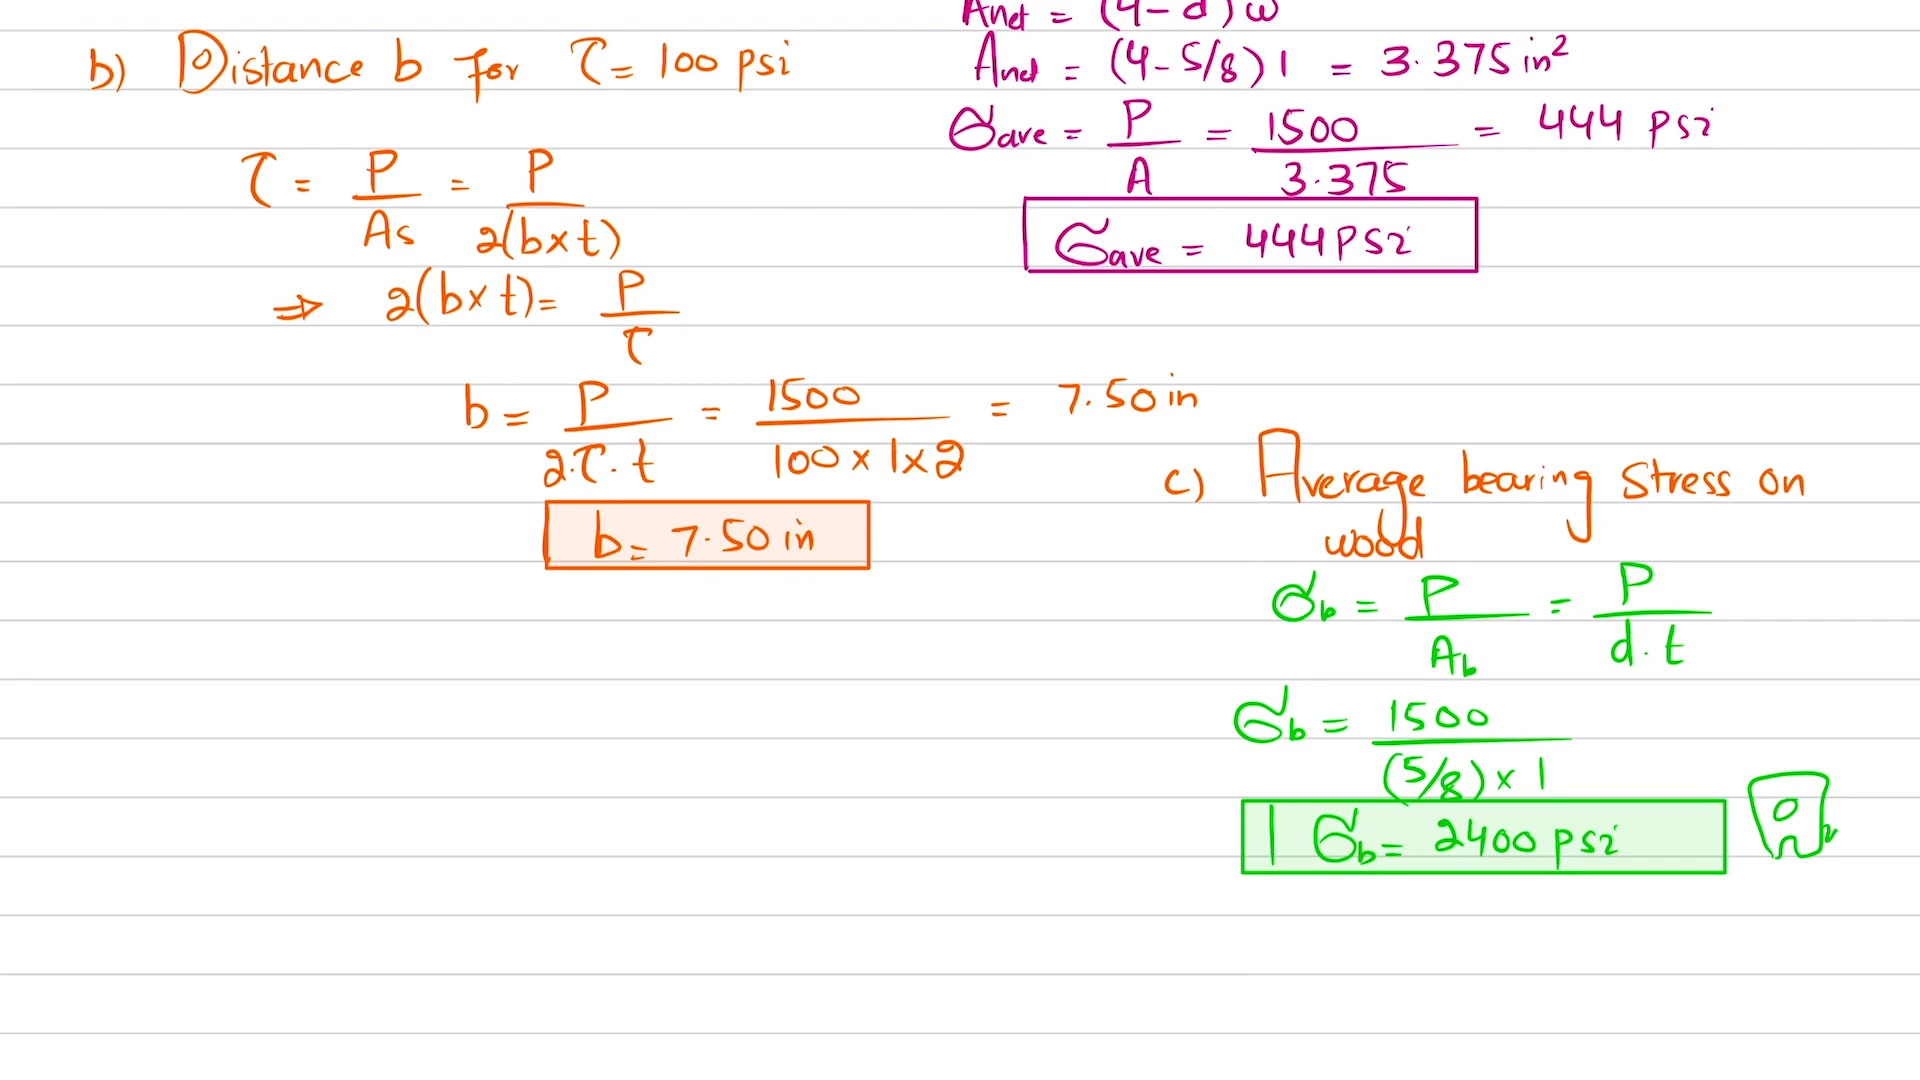 Anet = (4-d)w
b) Distance b for τ = 100 psi
Anet = (4-5/8)1 = 3.375 in²
σave = P/A = 1500/3.375 = 444 psi
τ = P/As = P/2(b×t)
σave = 444 psi
⇒ 2(b×t) = P/τ
b = P/2.τ.t = 1500/100×1×2 = 7.50 in
b = 7.50 in
c) Average bearing stress on
wood
σb = P/Ab = P/d.t
σb = 1500/(5/8)×1
σb = 2400 psi